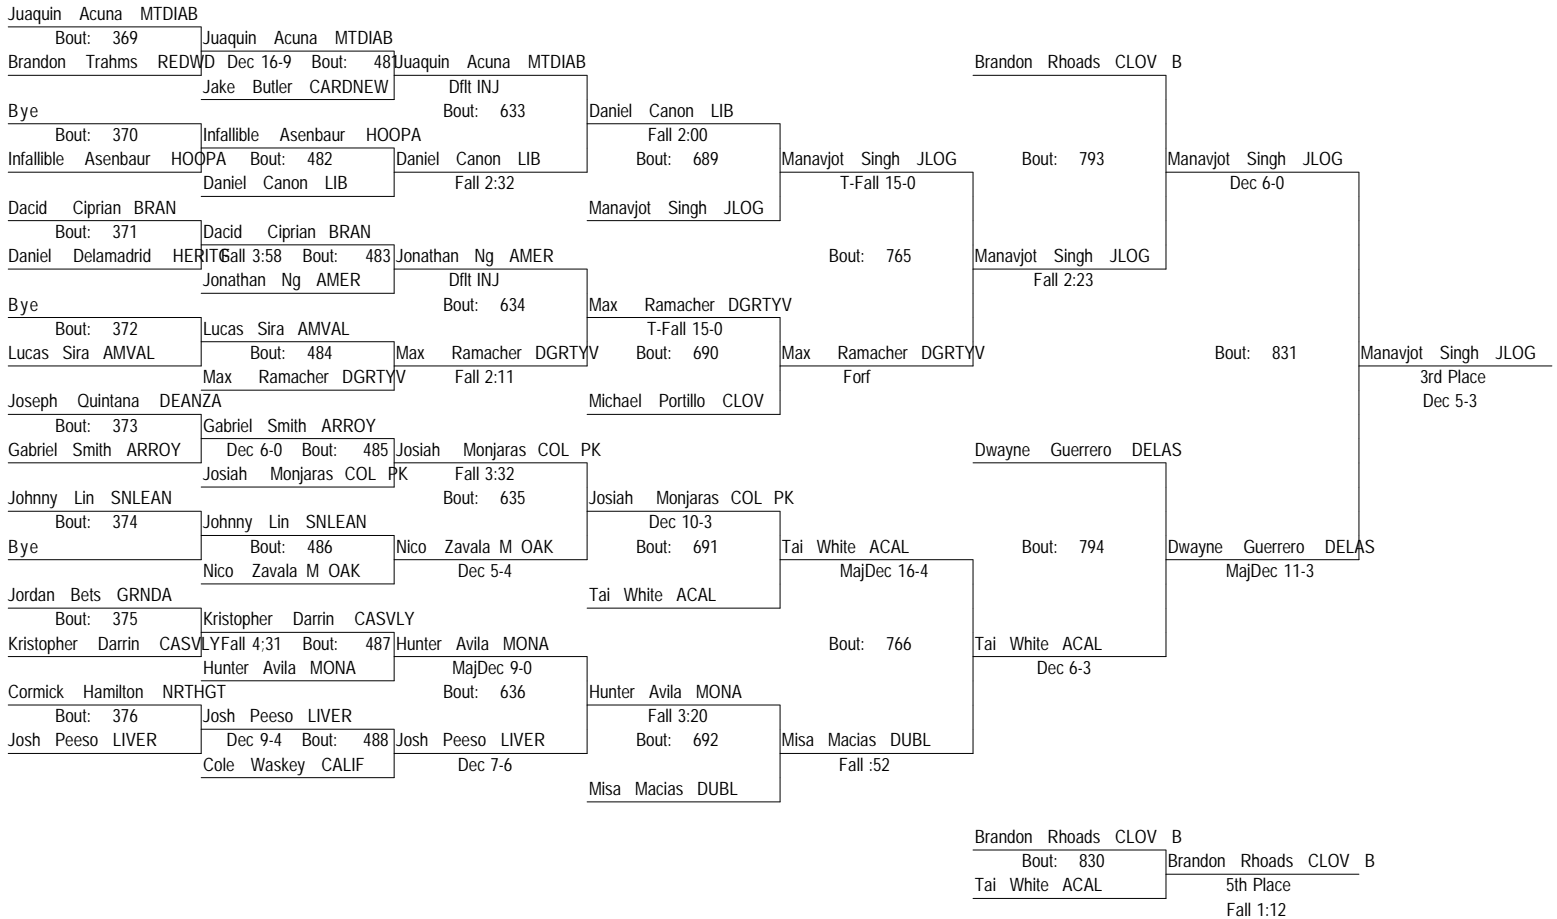 Juaquin Acuna MTDIAB
Bout: 369 Juaquin Acuna MTDIAB
Brandon Trahms REDWD Dec 16-9 Bout: 481 Juaquin Acuna MTDIAB Brandon Rhoads CLOV B
Jake Butler CARDNEW Dflt INJ
Bye Bout: 633 Daniel Canon LIB
Bout: 370 Infallible Asenbaur HOOPA Fall 2:00
Infallible Asenbaur HOOPA Bout: 482 Daniel Canon LIB Bout: 689 Manavjot Singh JLOG Bout: 793 Manavjot Singh JLOG
Daniel Canon LIB Fall 2:32 T-Fall 15-0 Dec 6-0
Dacid Ciprian BRAN Manavjot Singh JLOG
Bout: 371 Dacid Ciprian BRAN
Daniel Delamadrid HERITG Fall 3:58 Bout: 483 Jonathan Ng AMER Bout: 765 Manavjot Singh JLOG
Jonathan Ng AMER Dflt INJ Fall 2:23
Bye Bout: 634 Max Ramacher DGRTYV
Bout: 372 Lucas Sira AMVAL T-Fall 15-0
Lucas Sira AMVAL Bout: 484 Max Ramacher DGRTYV Bout: 690 Max Ramacher DGRTYV Bout: 831 Manavjot Singh JLOG
Max Ramacher DGRTYV Fall 2:11 Forf 3rd Place
Joseph Quintana DEANZA Michael Portillo CLOV Dec 5-3
Bout: 373 Gabriel Smith ARROY
Gabriel Smith ARROY Dec 6-0 Bout: 485 Josiah Monjaras COL PK Dwayne Guerrero DELAS
Josiah Monjaras COL PK Fall 3:32
Johnny Lin SNLEAN Bout: 635 Josiah Monjaras COL PK
Bout: 374 Johnny Lin SNLEAN Dec 10-3
Bye Bout: 486 Nico Zavala M OAK Bout: 691 Tai White ACAL Bout: 794 Dwayne Guerrero DELAS
Nico Zavala M OAK Dec 5-4 MajDec 16-4 MajDec 11-3
Jordan Bets GRNDA Tai White ACAL
Bout: 375 Kristopher Darrin CASVLY
Kristopher Darrin CASVLY Fall 4;31 Bout: 487 Hunter Avila MONA Bout: 766 Tai White ACAL
Hunter Avila MONA MajDec 9-0 Dec 6-3
Cormick Hamilton NRTHGT Bout: 636 Hunter Avila MONA
Bout: 376 Josh Peeso LIVER Fall 3:20
Josh Peeso LIVER Dec 9-4 Bout: 488 Josh Peeso LIVER Bout: 692 Misa Macias DUBL
Cole Waskey CALIF Dec 7-6 Fall :52
Misa Macias DUBL
Brandon Rhoads CLOV B
Bout: 830 Brandon Rhoads CLOV B
Tai White ACAL 5th Place
Fall 1:12